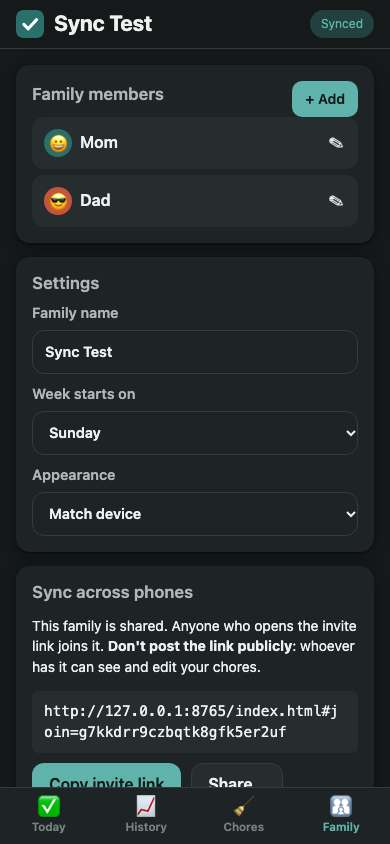 Sync Test
Synced
Family members
+ Add
Mom
Dad
Settings
Family name
Sync Test
Week starts on
Sunday
Appearance
Match device
Sync across phones
This family is shared. Anyone who opens the invite
link joins it. Don't post the link publicly: whoever
has it can see and edit your chores.
http://127.0.0.1:8765/index.html#j
oin=g7kkdrr9czbqtk8gfk5er2uf
Copy invite link
Share
Today
History
Chores
Family